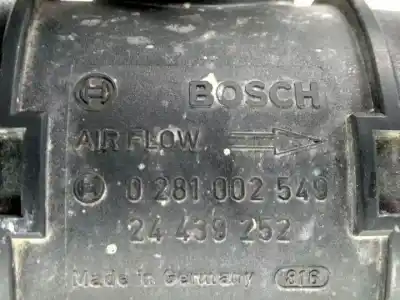 BOSCH
AIR FLOW
0 281 002 549
24 439 252
Made in Germany 816